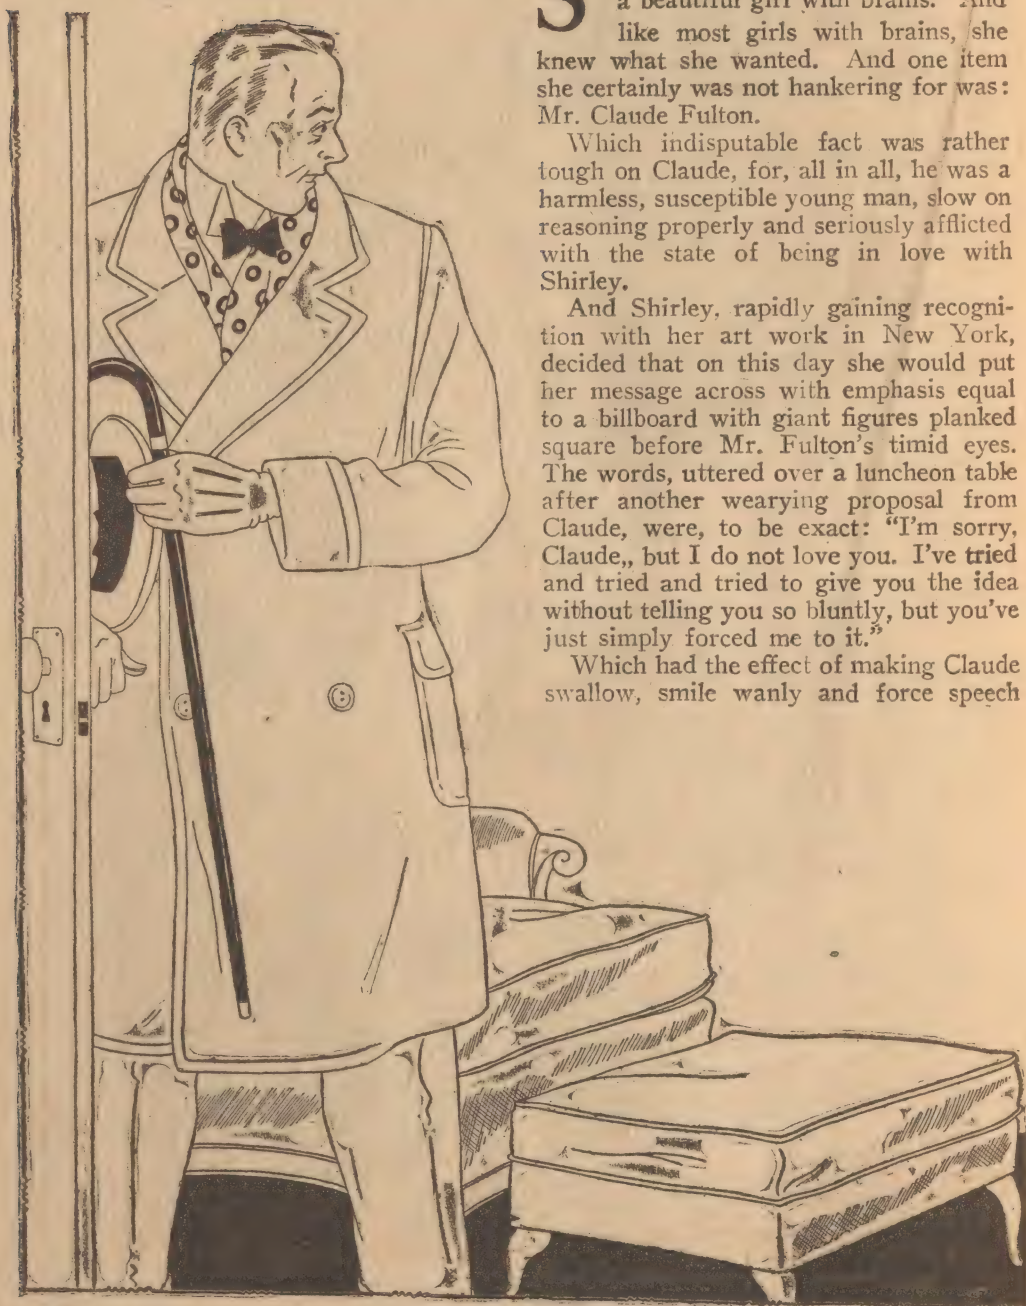 S a beautiful girl with brains. And
like most girls with brains, she
knew what she wanted. And one item
she certainly was not hankering for was:
Mr. Claude Fulton.
Which indisputable fact was rather
tough on Claude, for, all in all, he was a
harmless, susceptible young man, slow on
reasoning properly and seriously afflicted
with the state of being in love with
Shirley.
And Shirley, rapidly gaining recogni-
tion with her art work in New York,
decided that on this day she would put
her message across with emphasis equal
to a billboard with giant figures planked
square before Mr. Fulton's timid eyes.
The words, uttered over a luncheon table
after another wearying proposal from
Claude, were, to be exact: “I'm sorry,
Claude,, but I do not love you. I've tried
and tried and tried to give you the idea
without telling you so bluntly, but you've
just simply forced me to it.”
Which had the effect of making Claude
swallow, smile wanly and force speech